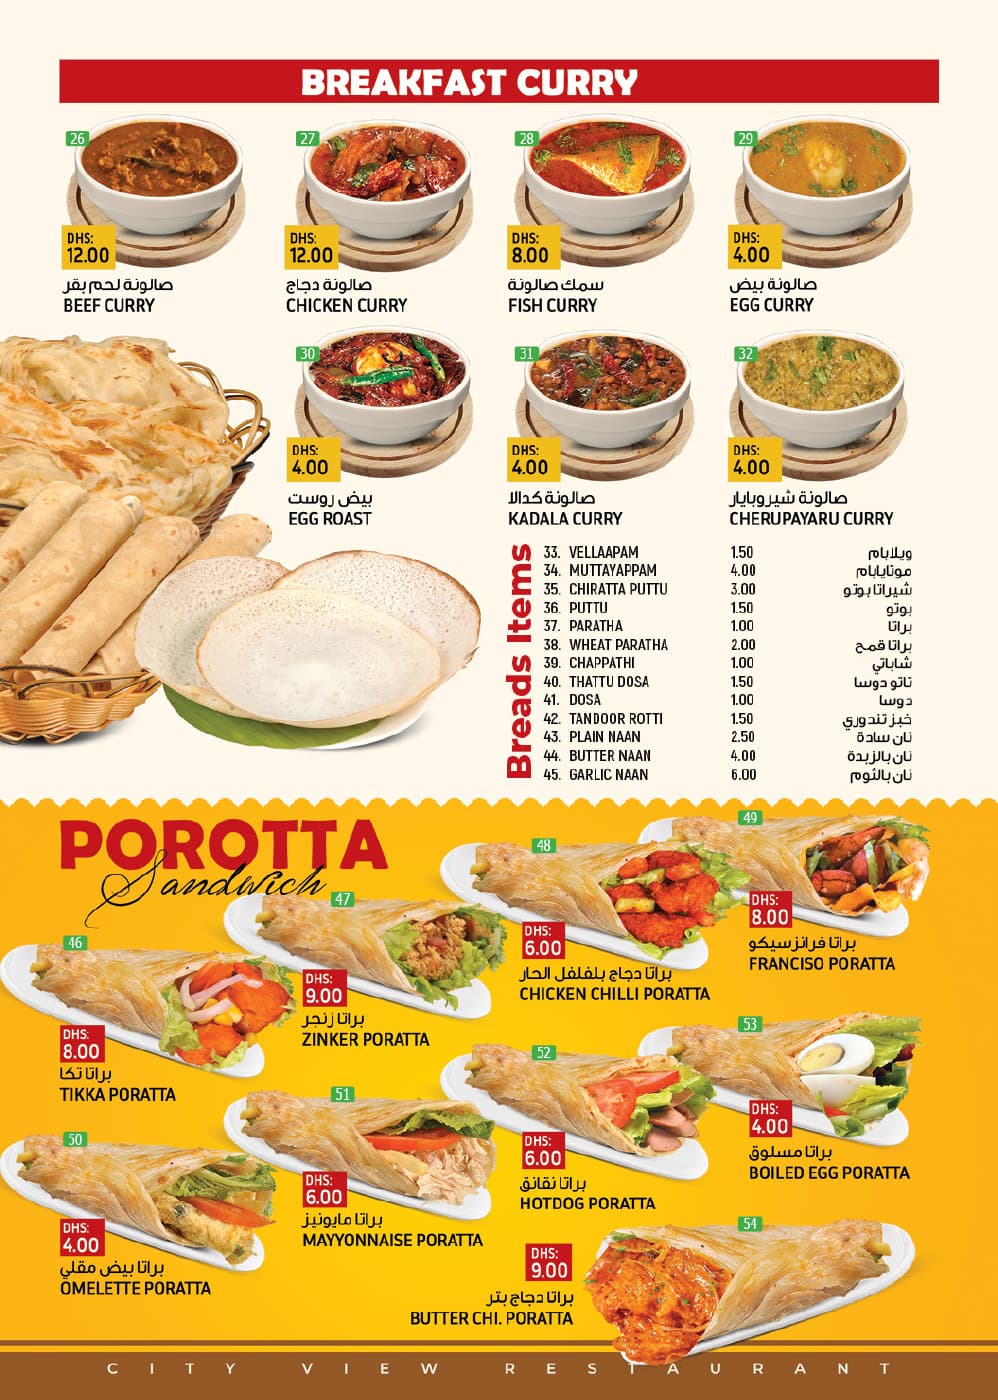 BREAKFAST CURRY
26
DHS:
12.00
صالونة لحم بقر
BEEF CURRY
27
DHS:
12.00
صالونة دجاج
CHICKEN CURRY
28
DHS:
8.00
سمك صالونة
FISH CURRY
29
DHS:
4.00
صالونة بيض
EGG CURRY
30
DHS:
4.00
بيض روست
EGG ROAST
31
DHS:
4.00
صالونة كدالا
KADALA CURRY
32
DHS:
4.00
صالونة شيروبايار
CHERUPAYARU CURRY
Breads Items
33. VELLAAPAM 1.50 ويلابام
34. MUTTAYAPPAM 4.00 موتايابام
35. CHIRATTA PUTTU 3.00 شيراتا بوتو
36. PUTTU 1.50 بوتو
37. PARATHA 1.00 براتا
38. WHEAT PARATHA 2.00 براتا قمح
39. CHAPPATHI 1.00 شاباتي
40. THATTU DOSA 1.50 تاتو دوسا
41. DOSA 1.00 دوسا
42. TANDOOR ROTTI 1.50 خبز تندوري
43. PLAIN NAAN 2.50 نان سادة
44. BUTTER NAAN 4.00 نان بالزبدة
45. GARLIC NAAN 6.00 نان بالثوم
POROTTA
Sandwich
46
DHS:
8.00
براتا تكا
TIKKA PORATTA
47
DHS:
9.00
براتا زنجر
ZINKER PORATTA
48
DHS:
6.00
براتا دجاج بلفلفل الحار
CHICKEN CHILLI PORATTA
49
DHS:
8.00
براتا فرانزسيكو
FRANCISO PORATTA
50
DHS:
4.00
براتا بيض مقلي
OMELETTE PORATTA
51
DHS:
6.00
براتا مايونيز
MAYYONNAISE PORATTA
52
DHS:
6.00
براتا نقانق
HOTDOG PORATTA
53
DHS:
4.00
براتا مسلوق
BOILED EGG PORATTA
54
DHS:
9.00
براتا دجاج بتر
BUTTER CHI. PORATTA
CITY VIEW RESTAURANT